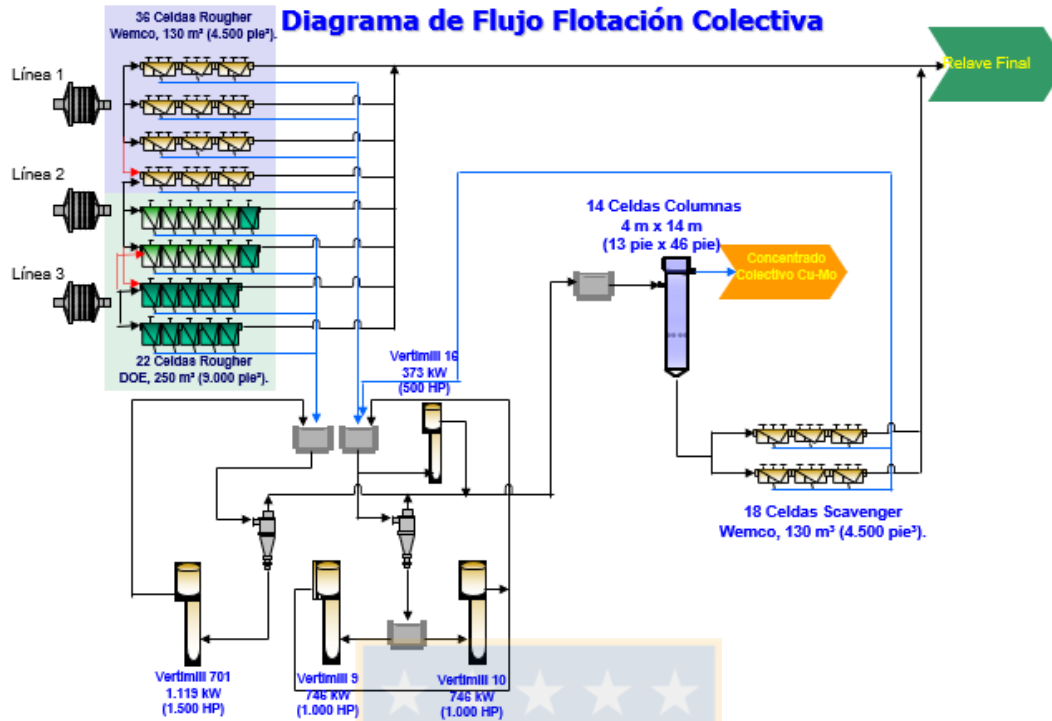 Diagrama de Flujo Flotación Colectiva
36 Celdas Rougher
Wemco, 130 m³ (4.500 pie³).
Relave Final
Línea 1
Línea 2
Línea 3
22 Celdas Rougher
DOE, 250 m³ (9.000 pie³).
14 Celdas Columnas
4 m x 14 m
(13 pie x 46 pie)
Concentrado
Colectivo Cu-Mo
Vertimill 16
373 kW
(500 HP)
18 Celdas Scavenger
Wemco, 130 m³ (4.500 pie³).
Vertimill 701
1.119 kW
(1.500 HP)
Vertimill 9
746 kW
(1.000 HP)
Vertimill 10
746 kW
(1.000 HP)